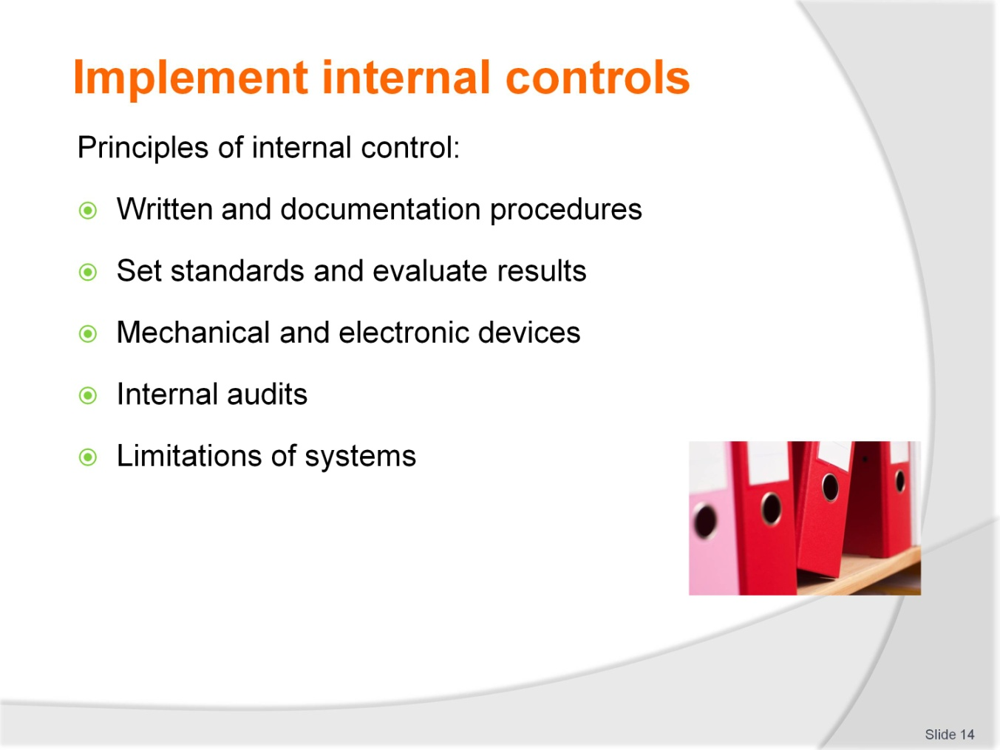 Implement internal controls
Principles of internal control:
Written and documentation procedures
Set standards and evaluate results
Mechanical and electronic devices
Internal audits
Limitations of systems
Slide 14